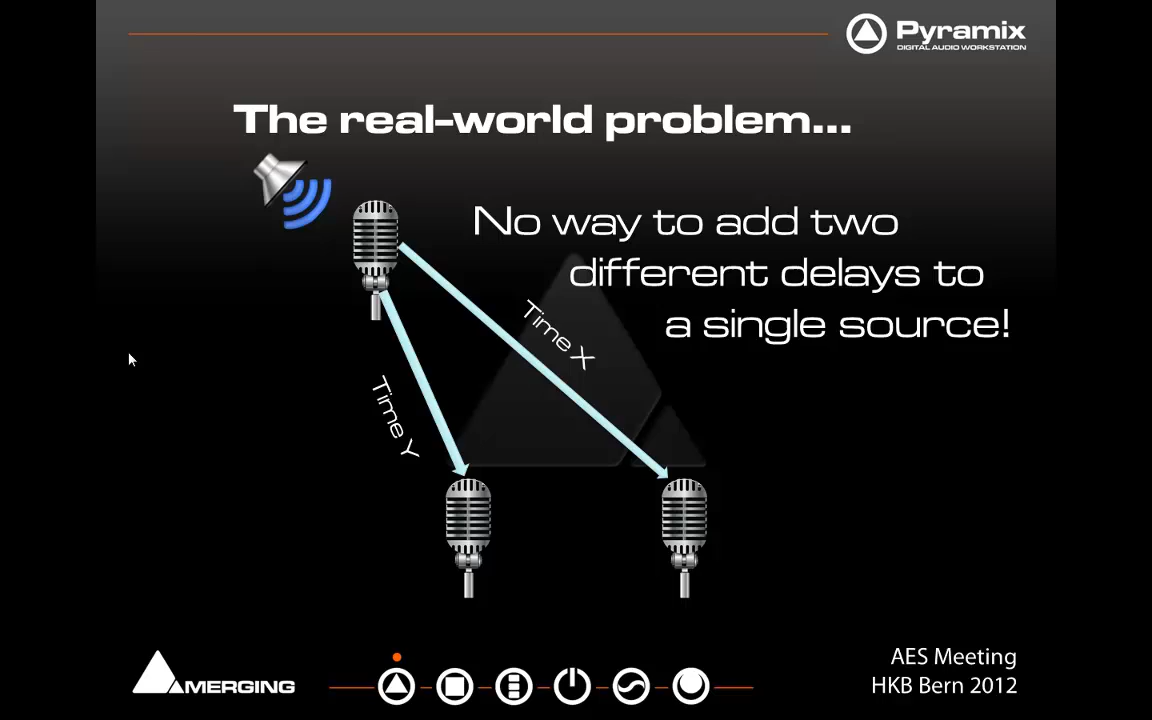 Pyramix
DIGITAL AUDIO WORKSTATION
The real-world problem...
No way to add two
different delays to
a single source!
Time X
Time Y
MERGING
AES Meeting
HKB Bern 2012